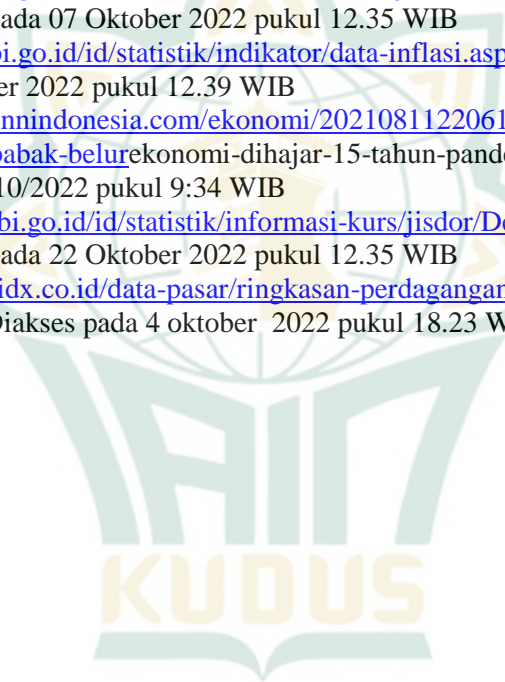 ada 07 Oktober 2022 pukul 12.35 WIB
bi.go.id/id/statistik/indikator/data-inflasi.asp
er 2022 pukul 12.39 WIB
nnindonesia.com/ekonomi/2021081122061
babak-belurekonomi-dihajar-15-tahun-pand
10/2022 pukul 9:34 WIB
bi.go.id/id/statistik/informasi-kurs/jisdor/De
ada 22 Oktober 2022 pukul 12.35 WIB
idx.co.id/data-pasar/ringkasan-perdagangan
Diakses pada 4 oktober 2022 pukul 18.23 W
IAIN
KUDUS